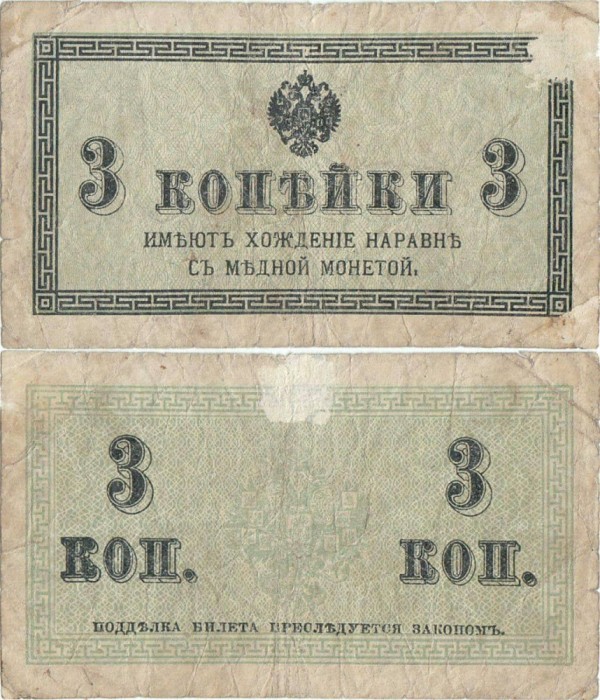 3 КОПѢЙКИ 3
ИМѢЮТЪ ХОЖДЕНІЕ НАРАВНѢ
СЪ МѢДНОЙ МОНЕТОЙ.
3 3
КОП. КОП.
ПОДДѢЛКА БИЛЕТА ПРЕСЛѢДУЕТСЯ ЗАКОНОМЪ.